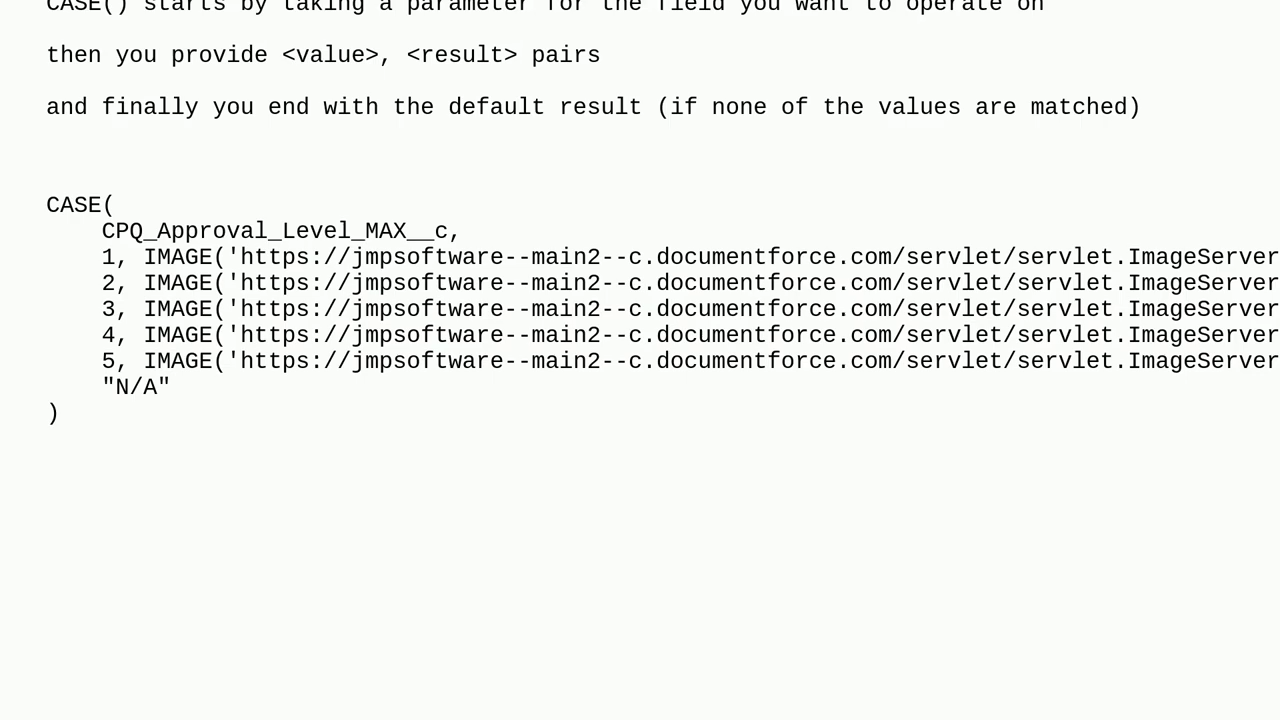 CASE() starts by taking a parameter for the field you want to operate on
then you provide <value>, <result> pairs
and finally you end with the default result (if none of the values are matched)
CASE(
CPQ_Approval_Level_MAX__c,
1, IMAGE('https://jmpsoftware--main2--c.documentforce.com/servlet/servlet.ImageServer
2, IMAGE('https://jmpsoftware--main2--c.documentforce.com/servlet/servlet.ImageServer
3, IMAGE('https://jmpsoftware--main2--c.documentforce.com/servlet/servlet.ImageServer
4, IMAGE('https://jmpsoftware--main2--c.documentforce.com/servlet/servlet.ImageServer
5, IMAGE('https://jmpsoftware--main2--c.documentforce.com/servlet/servlet.ImageServer
"N/A"
)